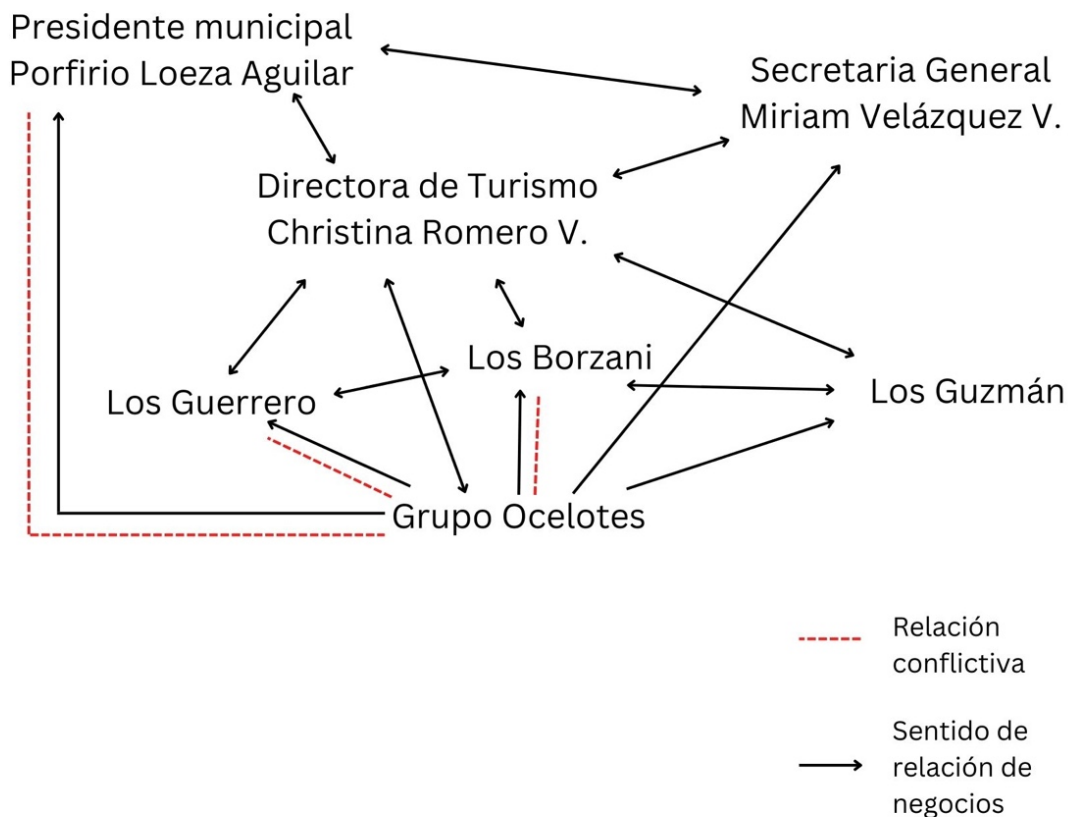 Presidente municipal
Porfirio Loeza Aguilar
Secretaria General
Miriam Velázquez V.
Directora de Turismo
Christina Romero V.
Los Borzani
Los Guzmán
Los Guerrero
Grupo Ocelotes
Relación
conflictiva
Sentido de
relación de
negocios